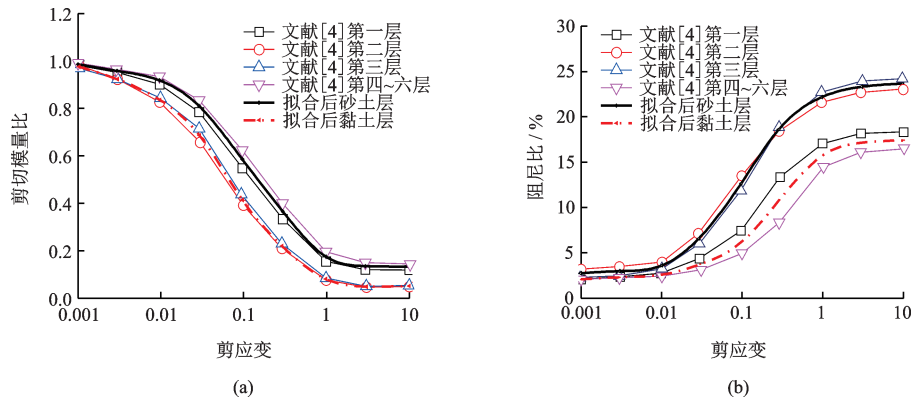 剪切模量比
1.2
1.0
0.8
0.6
0.4
0.2
0.0
0.001
0.01
0.1
1
10
剪应变
文献[4]第一层
文献[4]第二层
文献[4]第三层
文献[4]第四~六层
拟合后砂土层
拟合后黏土层
(a)
阻尼比 / %
30
25
20
15
10
5
0
0.001
0.01
0.1
1
10
剪应变
文献[4]第一层
文献[4]第二层
文献[4]第三层
文献[4]第四~六层
拟合后砂土层
拟合后黏土层
(b)